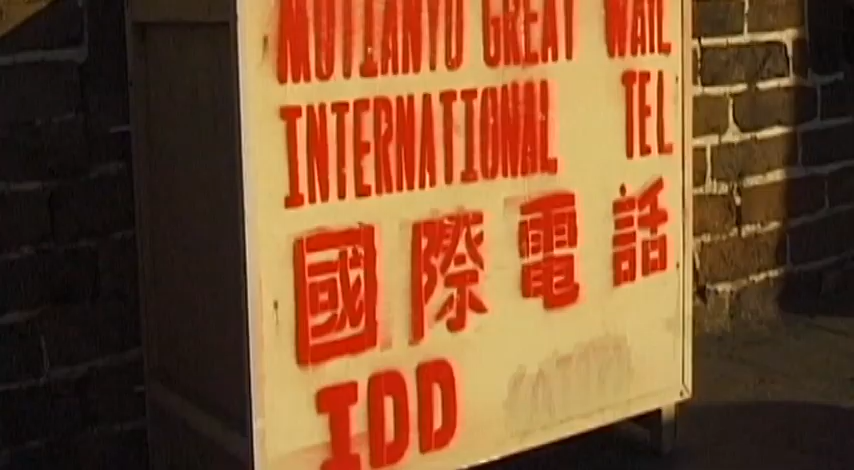 MUTIANYU GREAT WALL
INTERNATIONAL TEL
國際電話
IDD